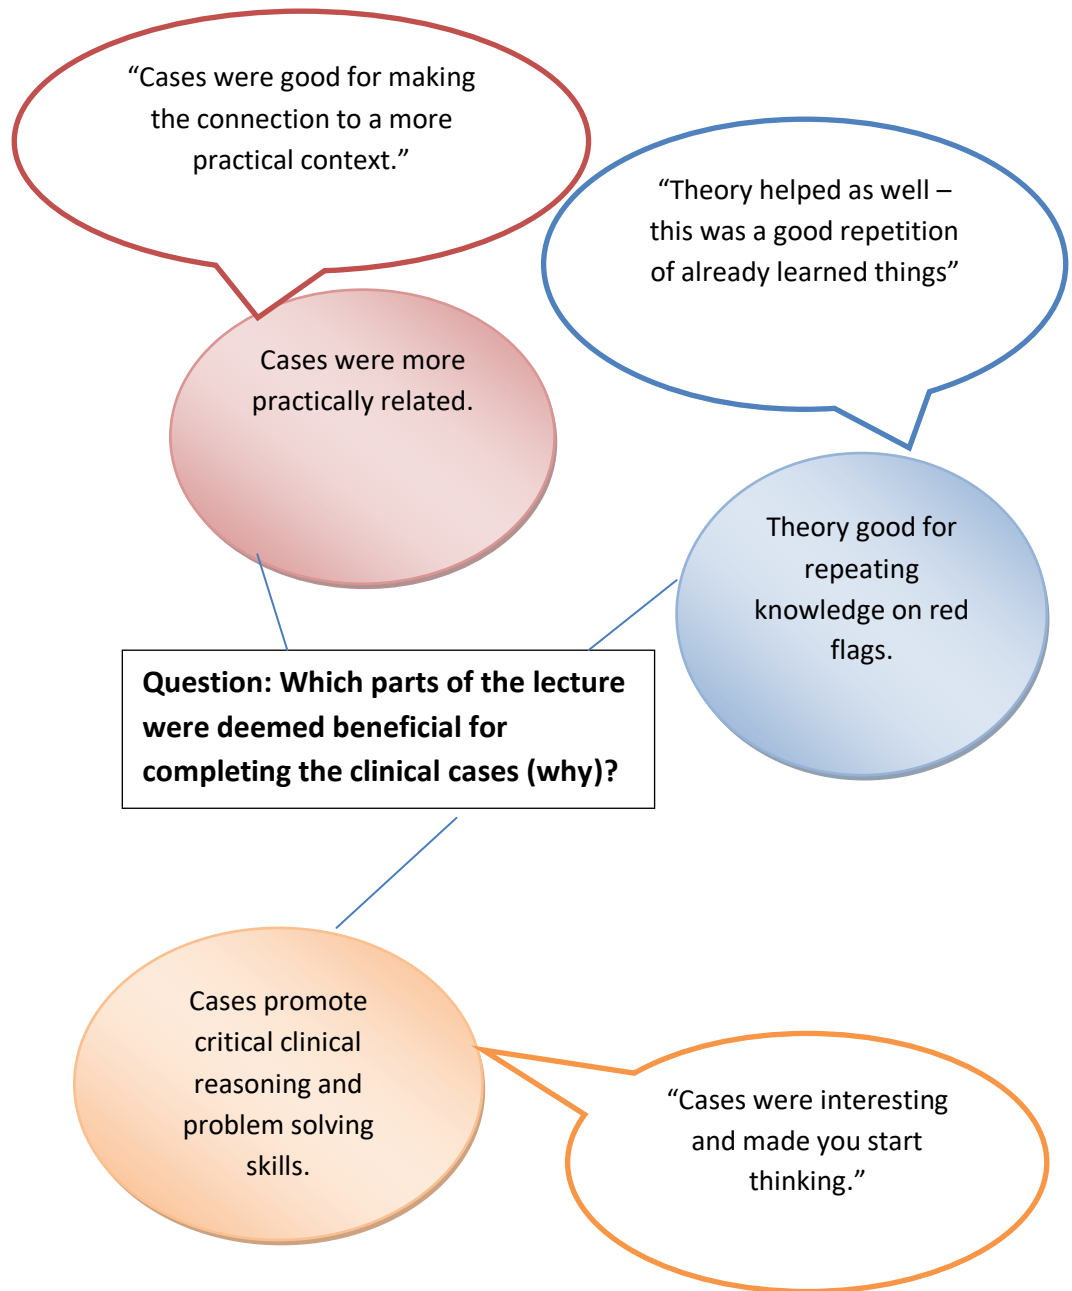 “Cases were good for making
the connection to a more
practical context.”
“Theory helped as well –
this was a good repetition
of already learned things”
Cases were more
practically related.
Theory good for
repeating
knowledge on red
flags.
Question: Which parts of the lecture
were deemed beneficial for
completing the clinical cases (why)?
Cases promote
critical clinical
reasoning and
problem solving
skills.
“Cases were interesting
and made you start
thinking.”